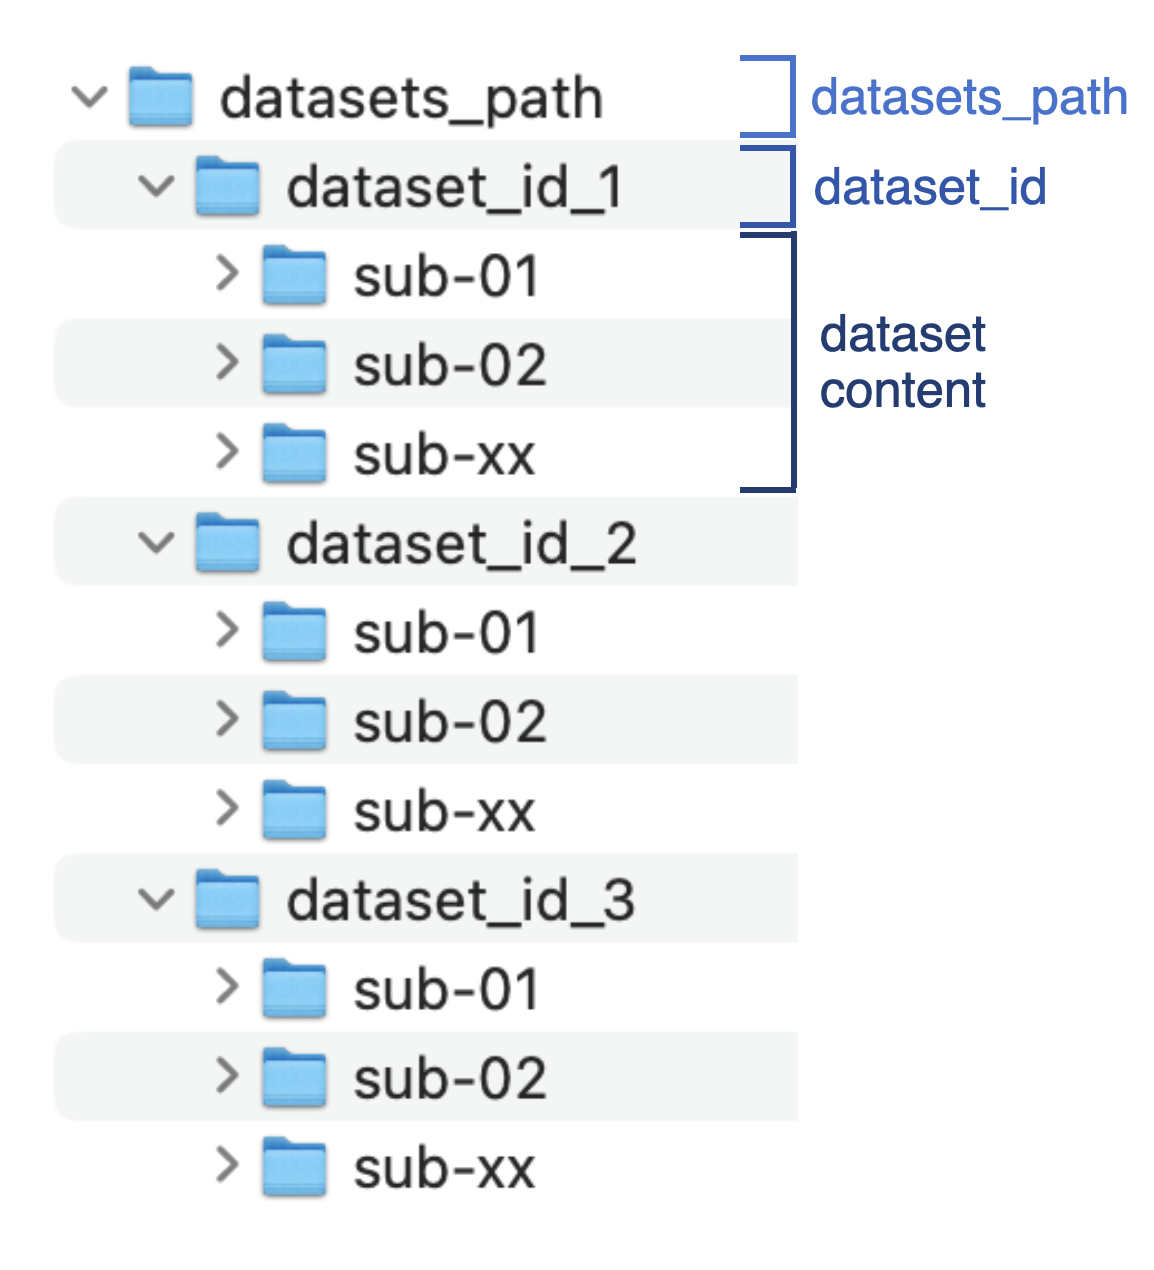 datasets_path
datasets_path
dataset_id_1
dataset_id
sub-01
sub-02
dataset
content
sub-xx
dataset_id_2
sub-01
sub-02
sub-xx
dataset_id_3
sub-01
sub-02
sub-xx